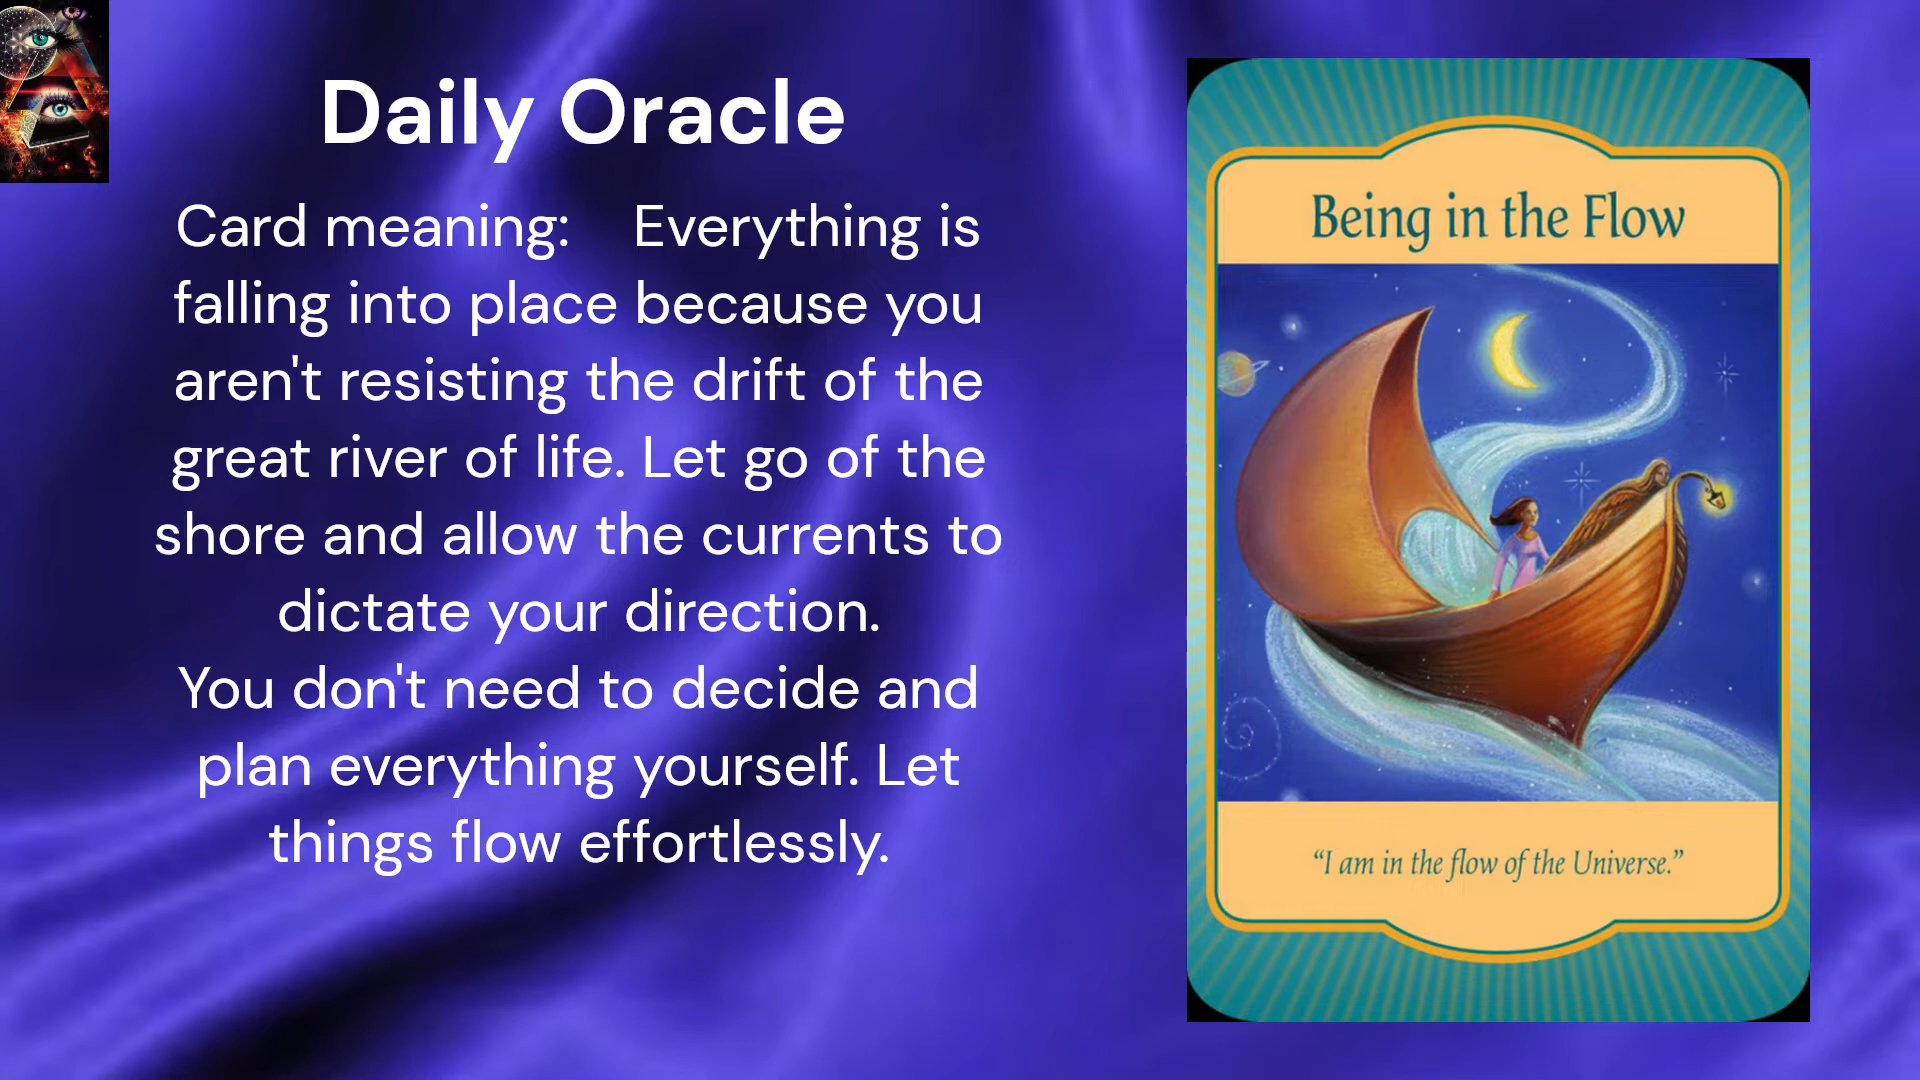 Daily Oracle
Card meaning:    Everything is
falling into place because you
aren't resisting the drift of the
great river of life. Let go of the
shore and allow the currents to
dictate your direction.
You don't need to decide and
plan everything yourself. Let
things flow effortlessly.
Being in the Flow
“I am in the flow of the Universe.”